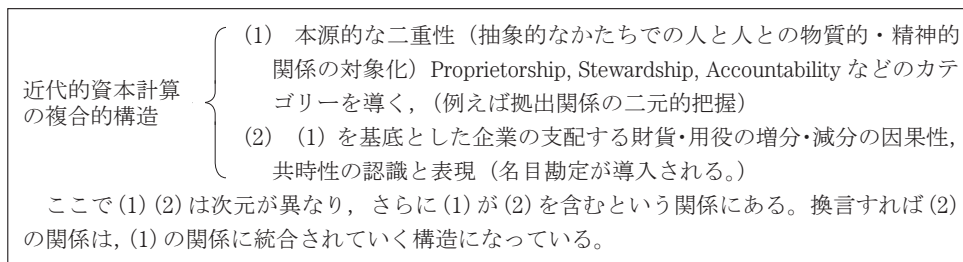 (1) 本源的な二重性（抽象的なかたちでの人と人との物質的・精神的
関係の対象化）Proprietorship, Stewardship, Accountability などのカテ
ゴリーを導く，（例えば拠出関係の二元的把握）
近代的資本計算
の複合的構造
(2) (1) を基底とした企業の支配する財貨・用役の増分・減分の因果性，
共時性の認識と表現（名目勘定が導入される。）
ここで (1) (2) は次元が異なり，さらに (1) が (2) を含むという関係にある。換言すれば (2)
の関係は，(1) の関係に統合されていく構造になっている。